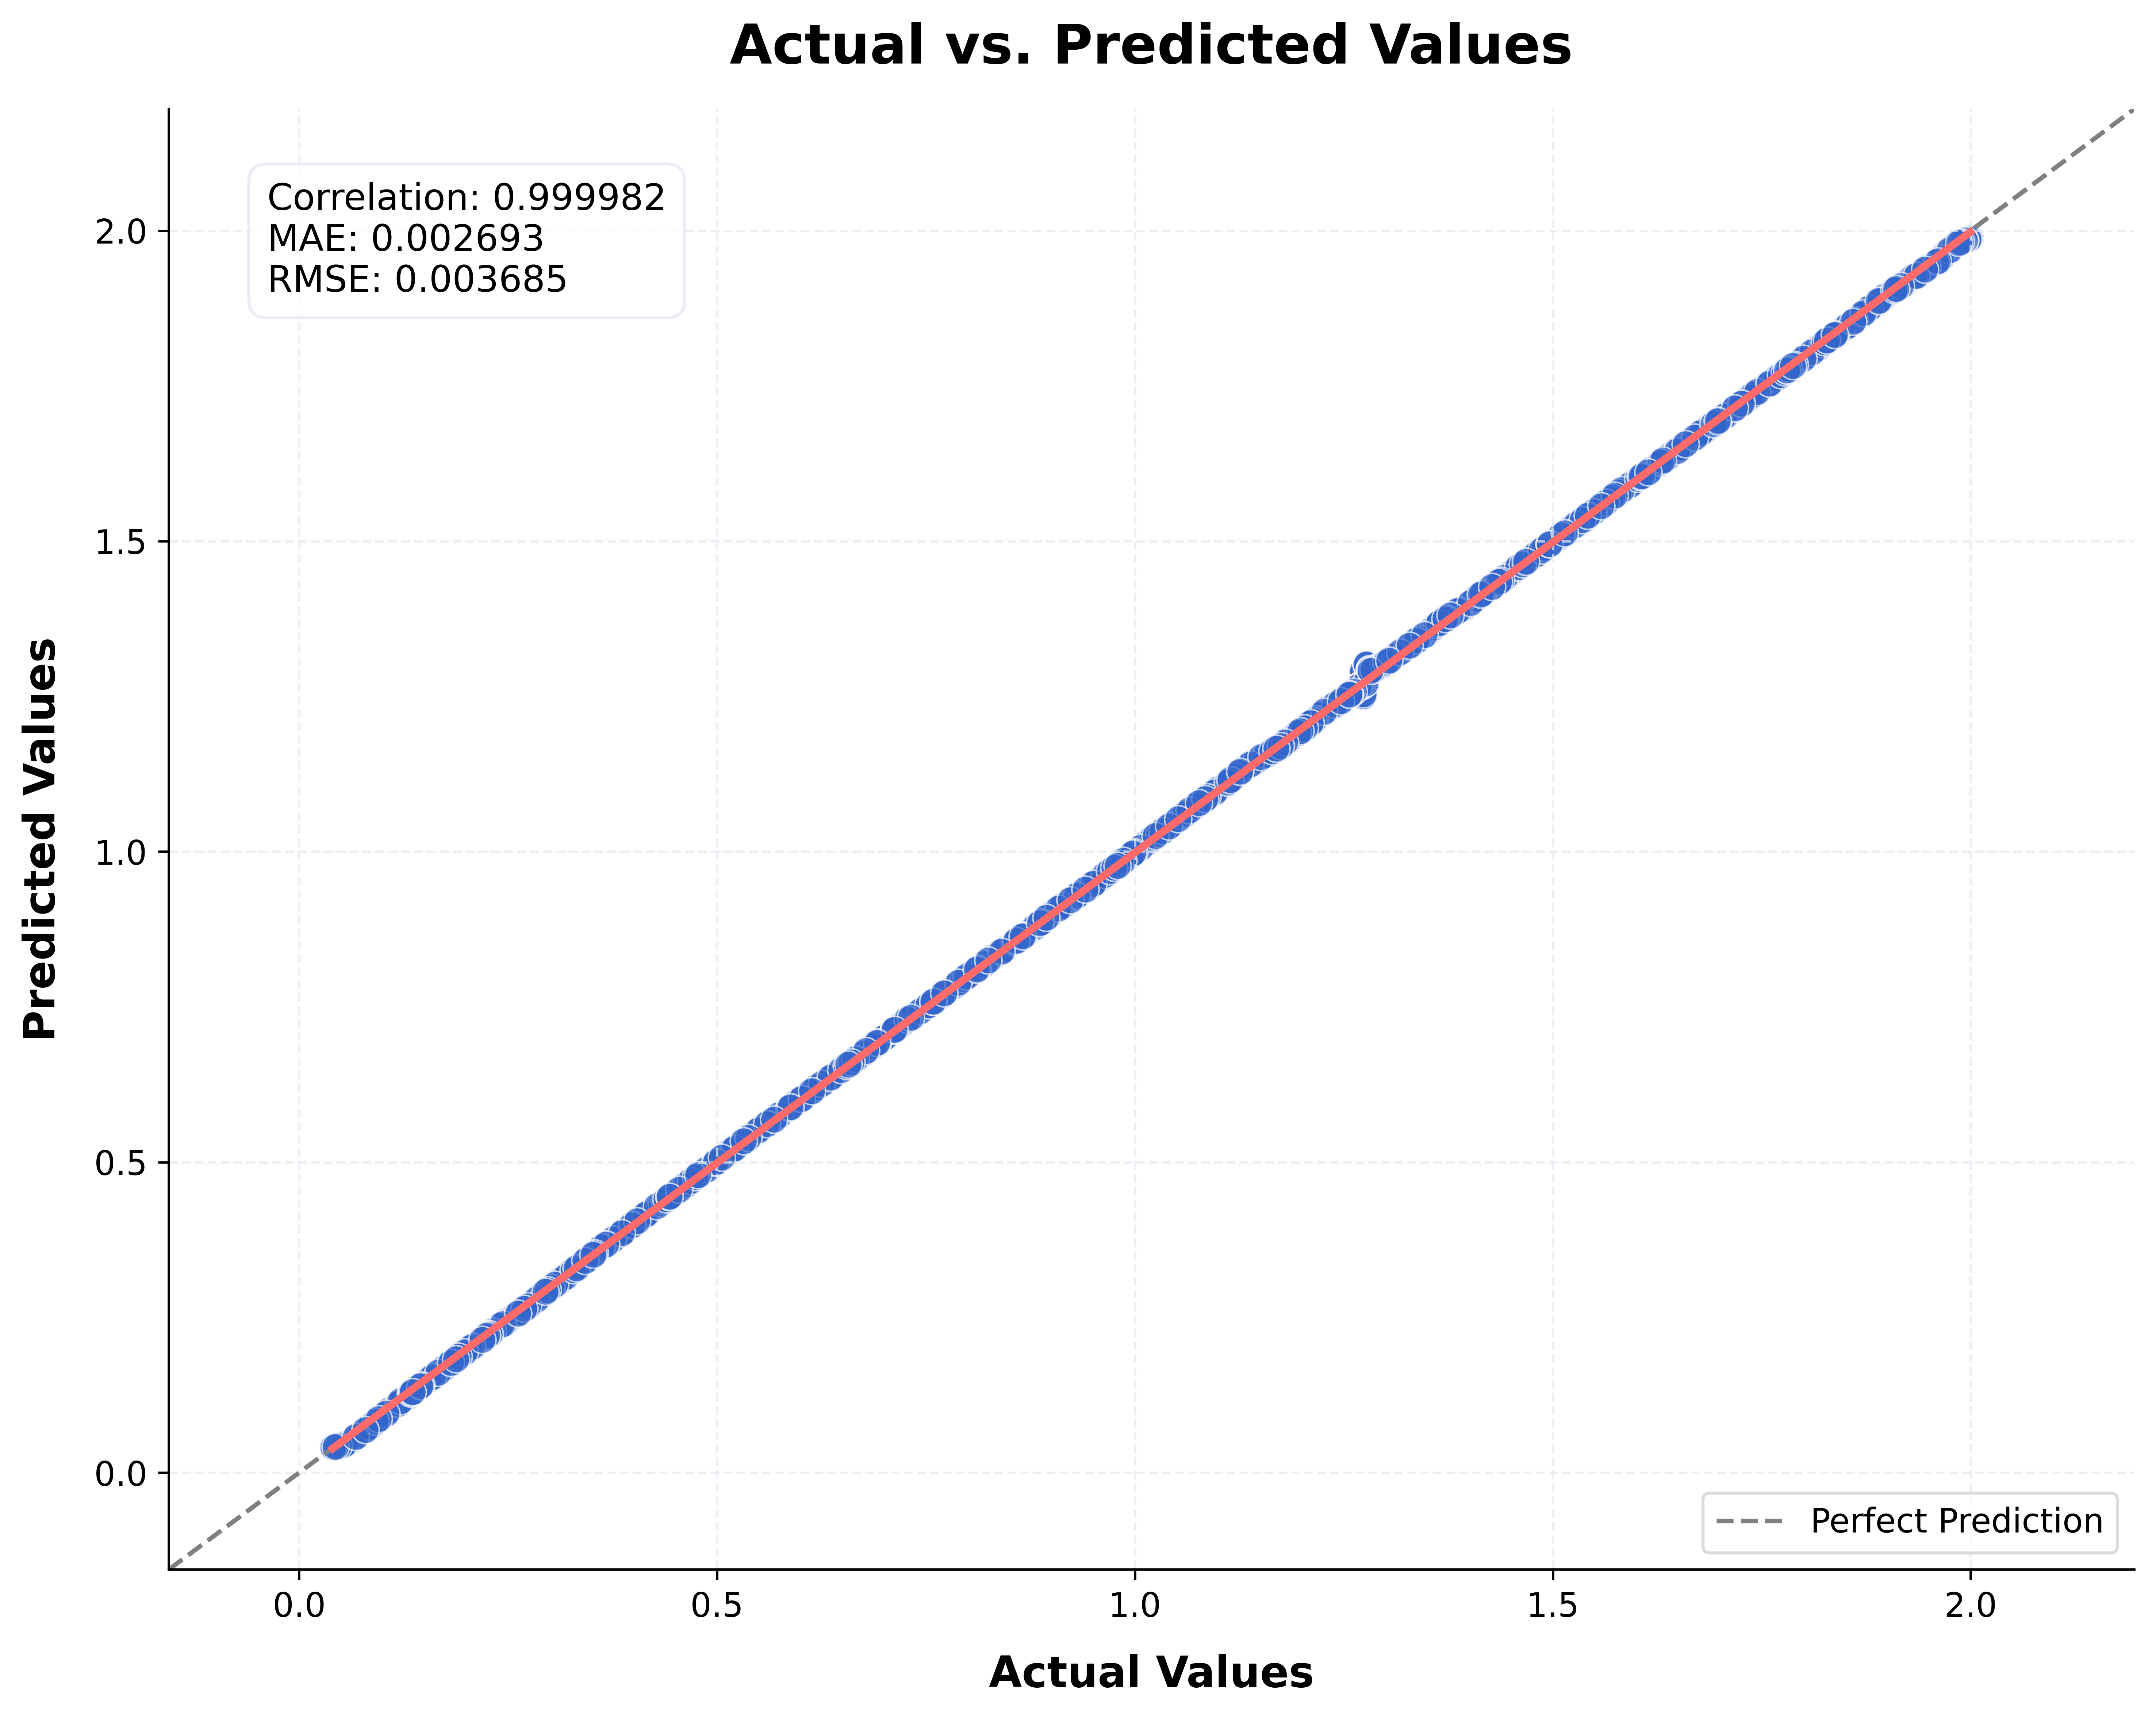 Actual vs. Predicted Values
Correlation: 0.999982
MAE: 0.002693
RMSE: 0.003685
Predicted Values
2.0
1.5
1.0
0.5
0.0
Perfect Prediction
0.0 0.5 1.0 1.5 2.0
Actual Values